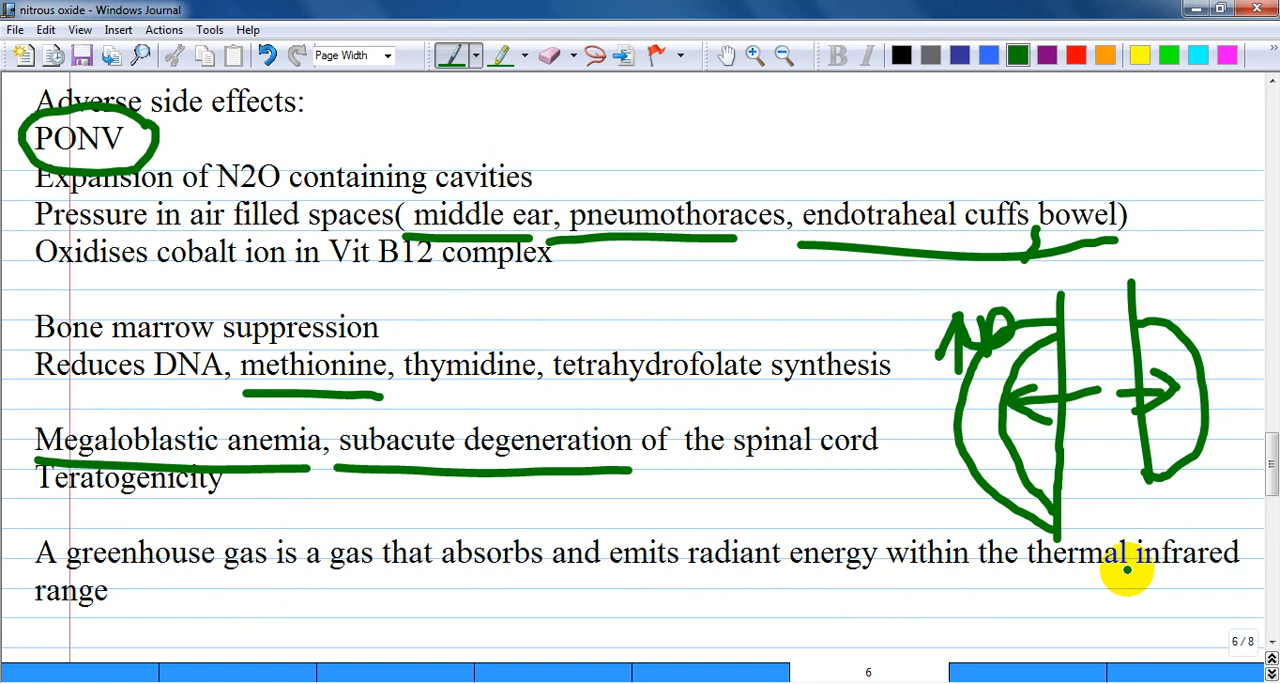 nitrous oxide - Windows Journal
File Edit View Insert Actions Tools Help
Page Width
B I
Adverse side effects:
PONV
Expansion of N2O containing cavities
Pressure in air filled spaces( middle ear, pneumothoraces, endotraheal cuffs bowel)
Oxidises cobalt ion in Vit B12 complex
Bone marrow suppression
Reduces DNA, methionine, thymidine, tetrahydrofolate synthesis
Megaloblastic anemia, subacute degeneration of the spinal cord
Teratogenicity
A greenhouse gas is a gas that absorbs and emits radiant energy within the thermal infrared
range
6/8
6